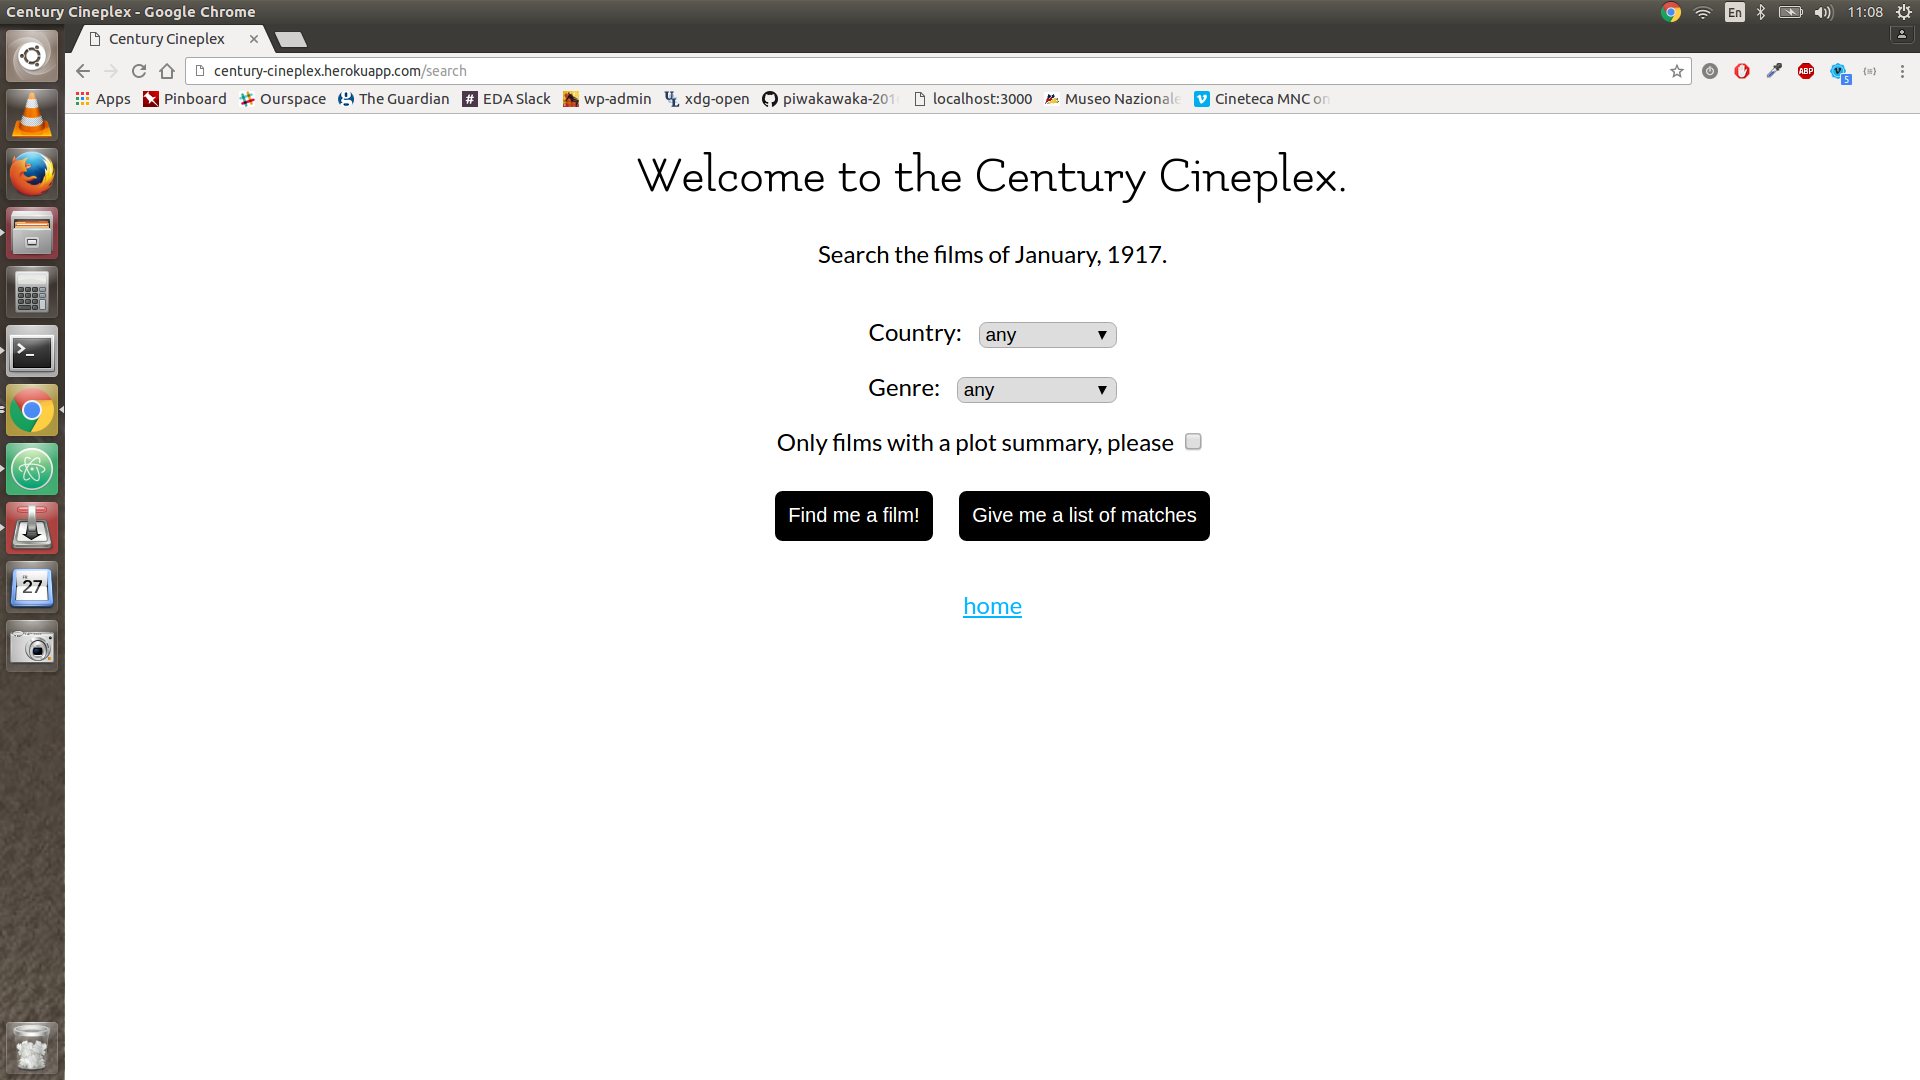 Century Cineplex - Google Chrome
En
11:08
Century Cineplex
century-cineplex.herokuapp.com/search
ABP
5
Apps
Pinboard
Ourspace
The Guardian
EDA Slack
wp-admin
xdg-open
piwakawaka-201
localhost:3000
Museo Nazionale
Cineteca MNC on
Welcome to the Century Cineplex.
Search the films of January, 1917.
Country: any
Genre: any
Only films with a plot summary, please
Find me a film!
Give me a list of matches
home
27